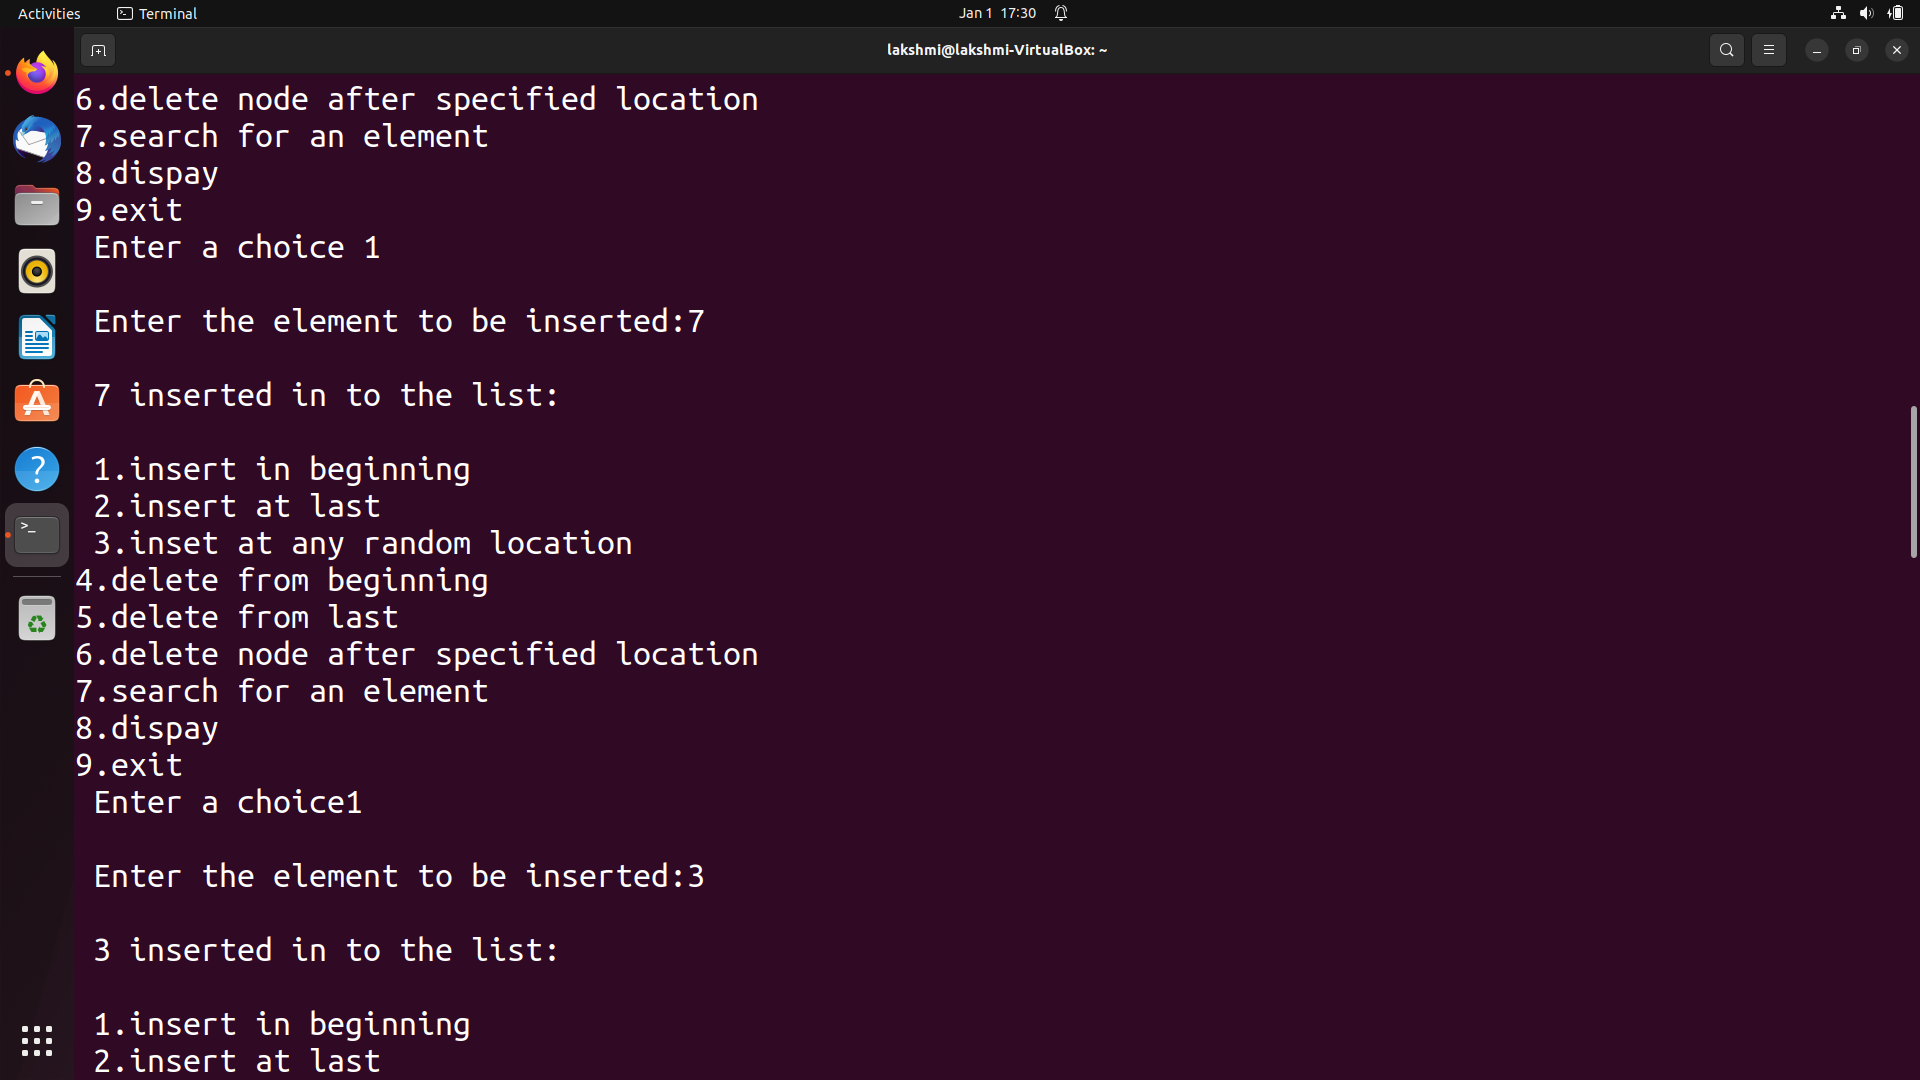 Activities
Terminal
Jan 1 17:30
lakshmi@lakshmi-VirtualBox: ~
6.delete node after specified location
7.search for an element
8.dispay
9.exit
Enter a choice 1
Enter the element to be inserted:7
7 inserted in to the list:
1.insert in beginning
2.insert at last
3.inset at any random location
4.delete from beginning
5.delete from last
6.delete node after specified location
7.search for an element
8.dispay
9.exit
Enter a choice1
Enter the element to be inserted:3
3 inserted in to the list:
1.insert in beginning
2.insert at last